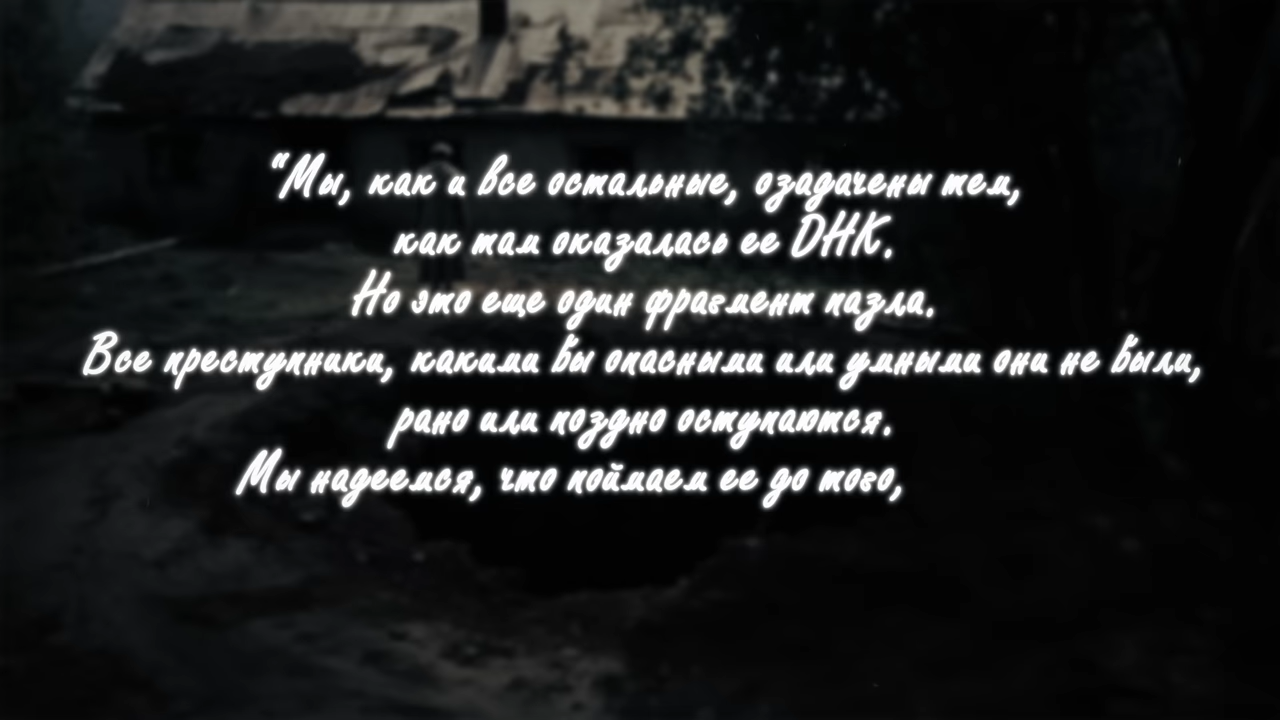 "Мы, как и все остальные, озадачены тем,
как там оказалась ее DНК.
Но это еще один фрагмент пазла.
Все преступники, какими бы опасными или умными они не были,
рано или поздно оступаются.
Мы надеемся, что поймаем ее до того,